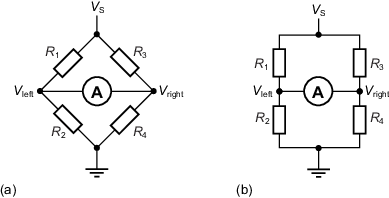 V_S
R_1 R_3
V_left A V_right
R_2 R_4
(a)
V_S
R_1 R_3
V_left A V_right
R_2 R_4
(b)